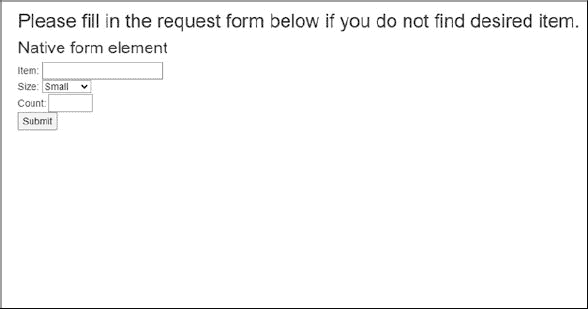 Please fill in the request form below if you do not find desired item.
Native form element
Item:
Size: Small
Count:
Submit